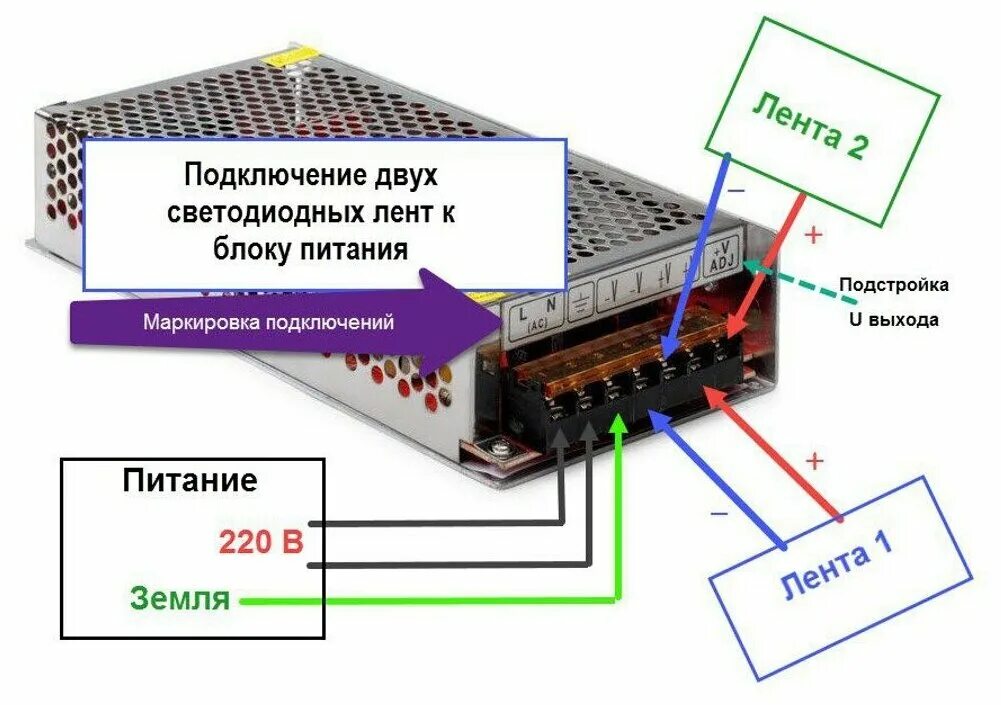 Подключение двух
светодиодных лент к
блоку питания
Маркировка подключений
L N
(AC)
-V -V +V +V
+V
ADJ
Лента 2
−
+
Подстройка
U выхода
Питание
220 В
Земля
+
−
Лента 1